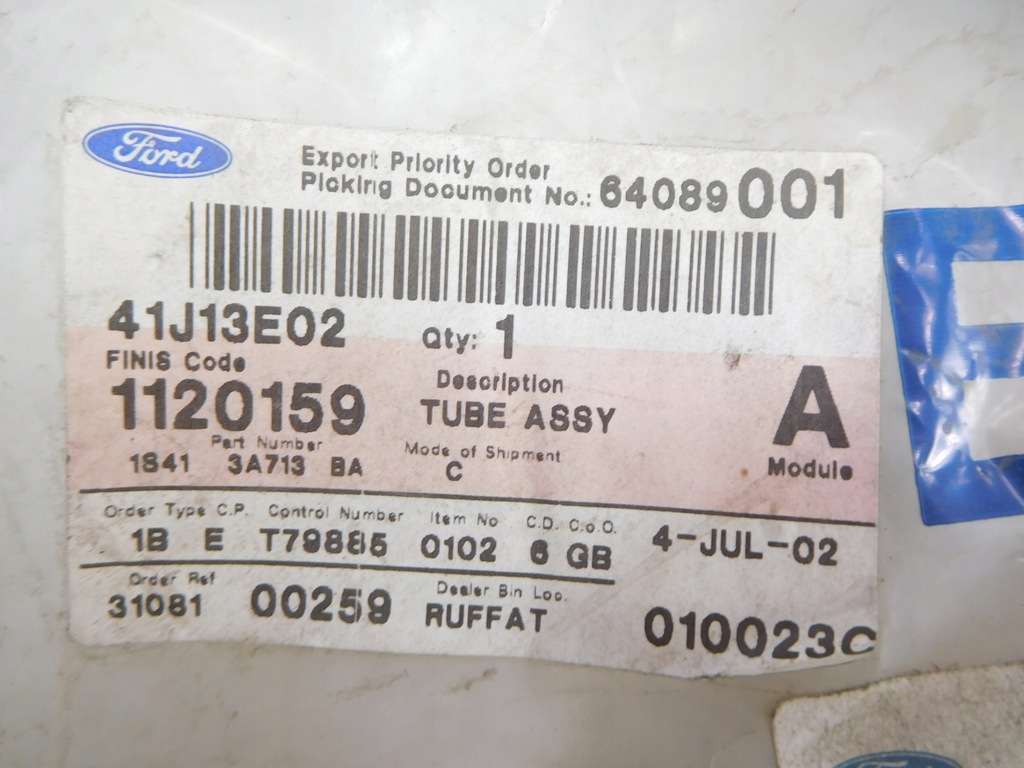 Ford
Export Priority Order
Picking Document No.: 64089 001
41J13E02 Qty: 1
FINIS Code Description
1120159 TUBE ASSY A
Part Number Mode of Shipment Module
1S41 3A713 BA C
Order Type C.P. Control Number Item No C.D. C.o.O.
1B E T79885 0102 6 GB 4-JUL-02
Order Ref Dealer Bin Loc.
31081 00259 RUFFAT 010023C
Ford